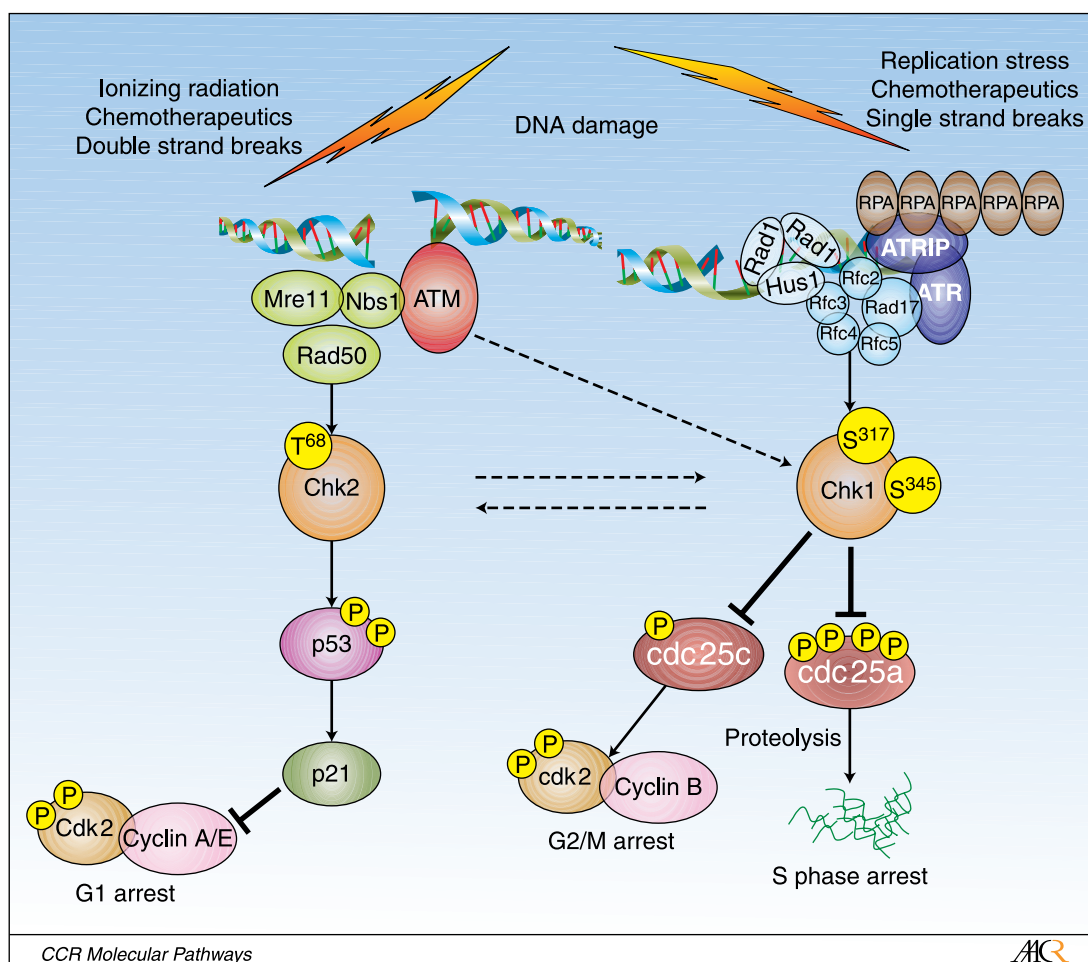 Ionizing radiation
Chemotherapeutics
Double strand breaks
DNA damage
Replication stress
Chemotherapeutics
Single strand breaks
RPA RPA RPA RPA RPA
ATRIP
ATR
Rad1
Rad1
Hus1
Rfc2
Rfc3
Rad17
Rfc4
Rfc5
Mre11
Nbs1
ATM
Rad50
T68
Chk2
S317
Chk1
S345
P
P
p53
P
cdc25c
P P P P
cdc25a
Proteolysis
p21
P
P
cdk2
Cyclin B
G2/M arrest
S phase arrest
P
P
Cdk2
Cyclin A/E
G1 arrest
CCR Molecular Pathways
AACR